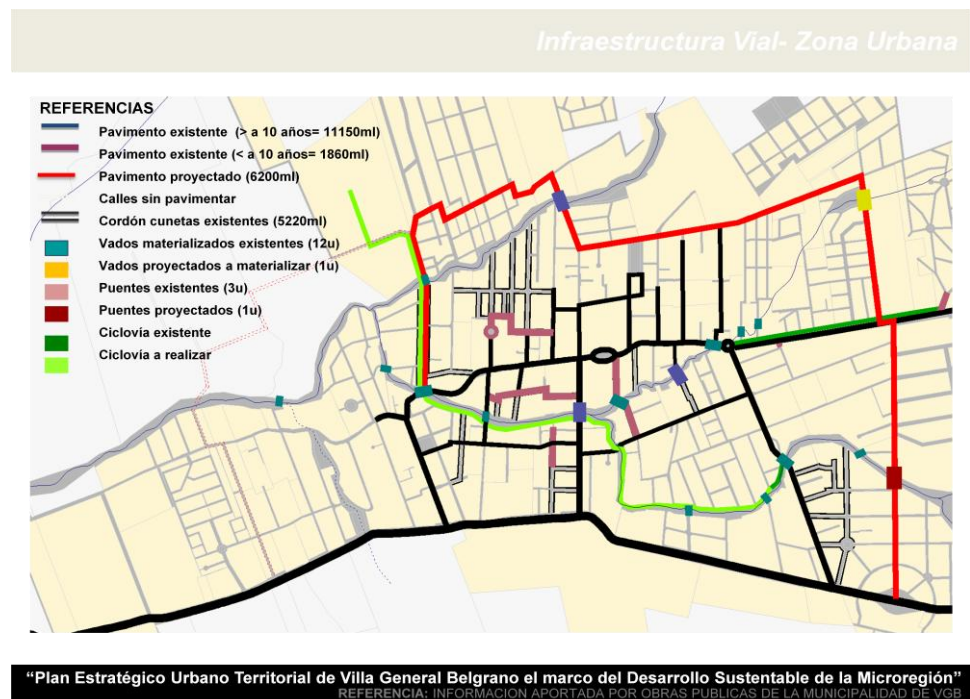 Infraestructura Vial- Zona Urbana
REFERENCIAS
Pavimento existente (> a 10 años= 11150ml)
Pavimento existente (< a 10 años= 1860ml)
Pavimento proyectado (6200ml)
Calles sin pavimentar
Cordón cunetas existentes (5220ml)
Vados materializados existentes (12u)
Vados proyectados a materializar (1u)
Puentes existentes (3u)
Puentes proyectados (1u)
Ciclovía existente
Ciclovía a realizar
“Plan Estratégico Urbano Territorial de Villa General Belgrano el marco del Desarrollo Sustentable de la Microregión”
REFERENCIA: INFORMACION APORTADA POR OBRAS PUBLICAS DE LA MUNICIPALIDAD DE VGB